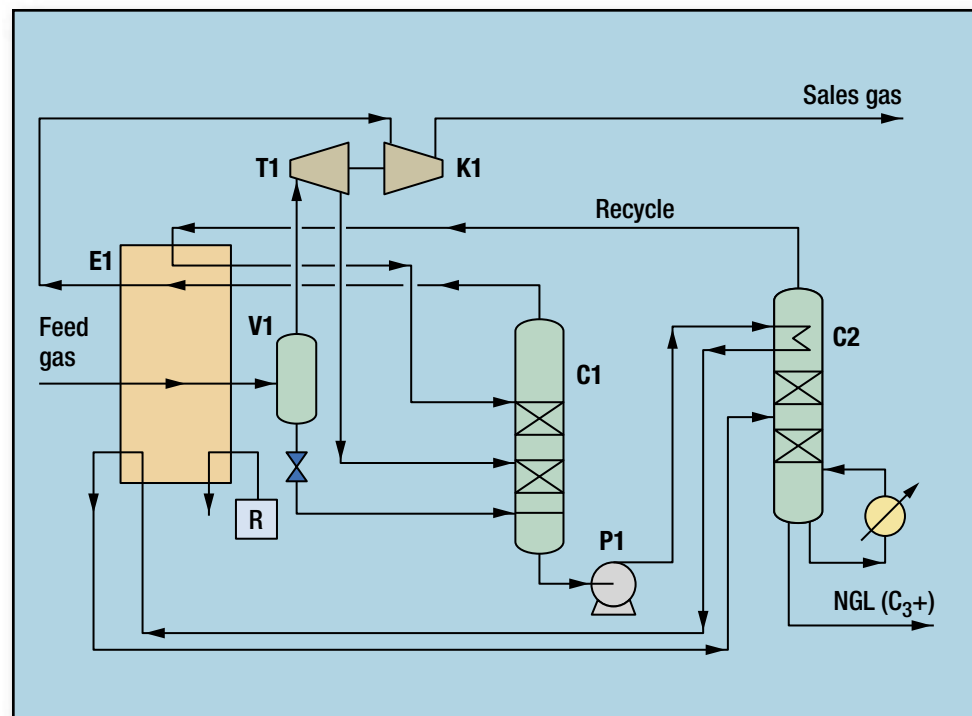 Sales gas
T1
K1
Recycle
E1
V1
Feed
gas
C2
C1
R
P1
NGL (C₃+)